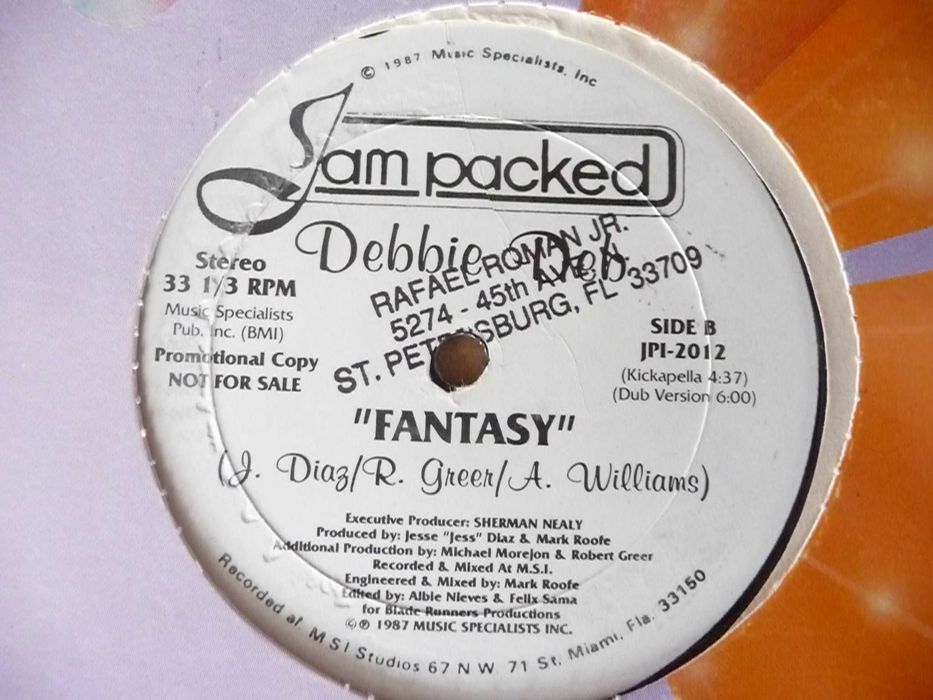 © 1987 Music Specialists, Inc
Jam packed
Debbie Deb
RAFAEL ROMAN JR.
5274 - 45th AVE. N.
ST. PETERSBURG, FL 33709
Stereo
33 1/3 RPM
Music Specialists
Pub. Inc. (BMI)
Promotional Copy
NOT FOR SALE
SIDE B
JPI-2012
(Kickapella 4:37)
(Dub Version 6:00)
"FANTASY"
(J. Diaz/R. Greer/A. Williams)
Executive Producer: SHERMAN NEALY
Produced by: Jesse "Jess" Diaz & Mark Roofe
Additional Production by: Michael Morejon & Robert Greer
Recorded & Mixed At M.S.I.
Engineered & Mixed by: Mark Roofe
Edited by: Albie Nieves & Felix Sama
for Blade Runners Productions
©℗ 1987 MUSIC SPECIALISTS INC.
Recorded at M S I Studios 67 N W 71 St. Miami, Fla. 33150